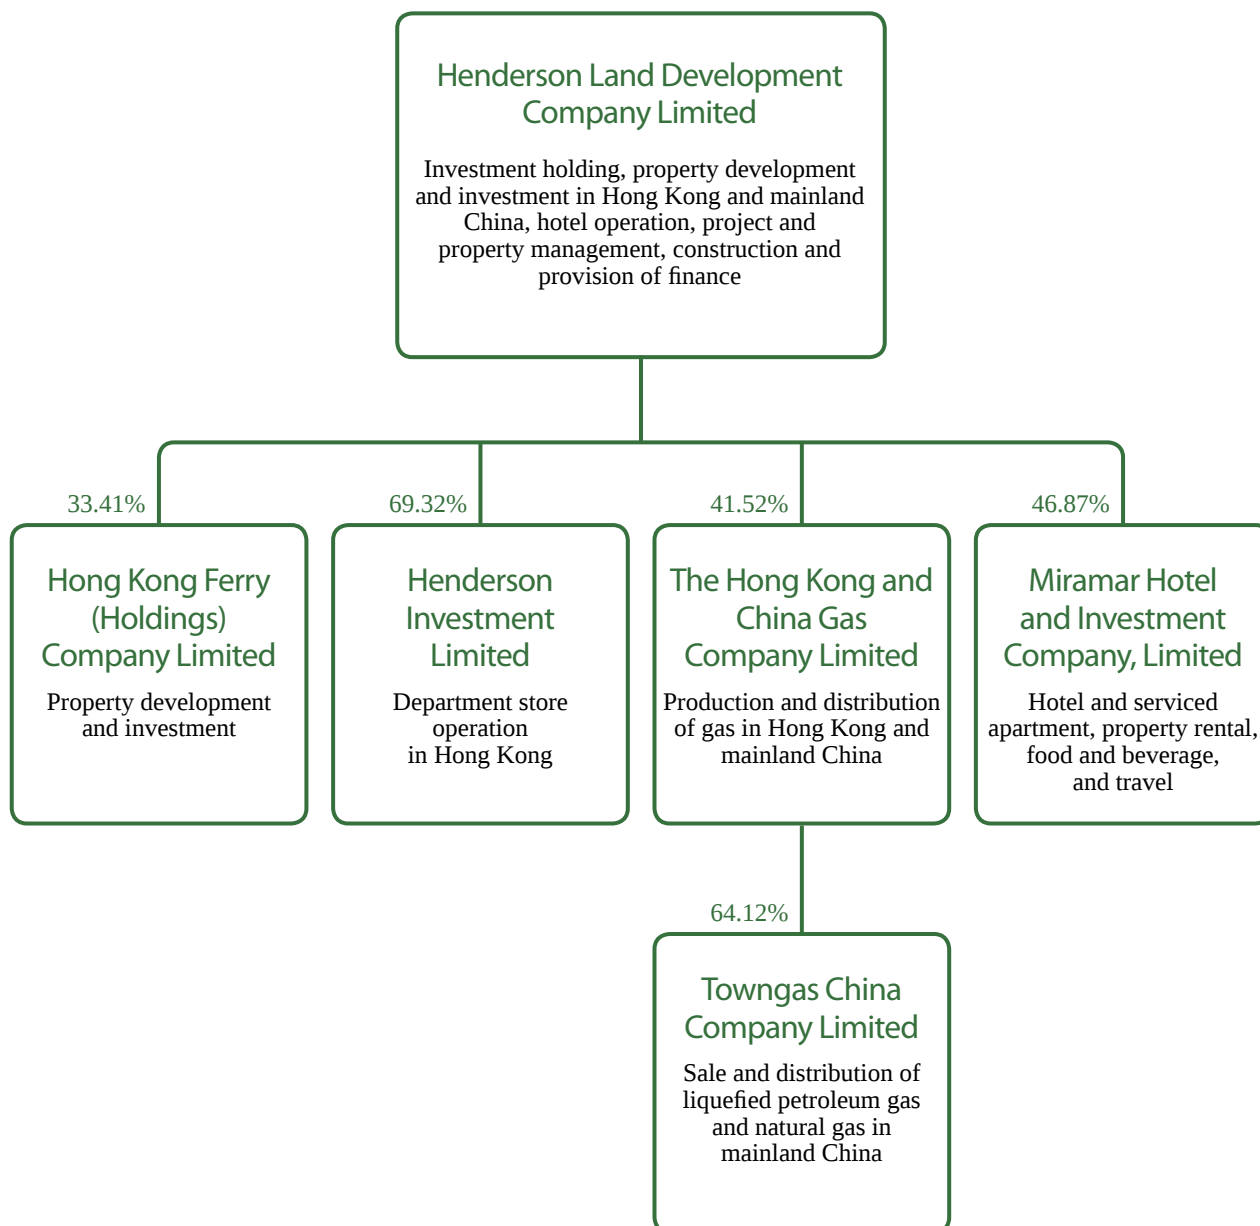 Henderson Land Development
Company Limited
Investment holding, property development
and investment in Hong Kong and mainland
China, hotel operation, project and
property management, construction and
provision of finance
33.41%
Hong Kong Ferry
(Holdings)
Company Limited
Property development
and investment
69.32%
Henderson
Investment
Limited
Department store
operation
in Hong Kong
41.52%
The Hong Kong and
China Gas
Company Limited
Production and distribution
of gas in Hong Kong and
mainland China
46.87%
Miramar Hotel
and Investment
Company, Limited
Hotel and serviced
apartment, property rental,
food and beverage,
and travel
64.12%
Towngas China
Company Limited
Sale and distribution of
liquefied petroleum gas
and natural gas in
mainland China